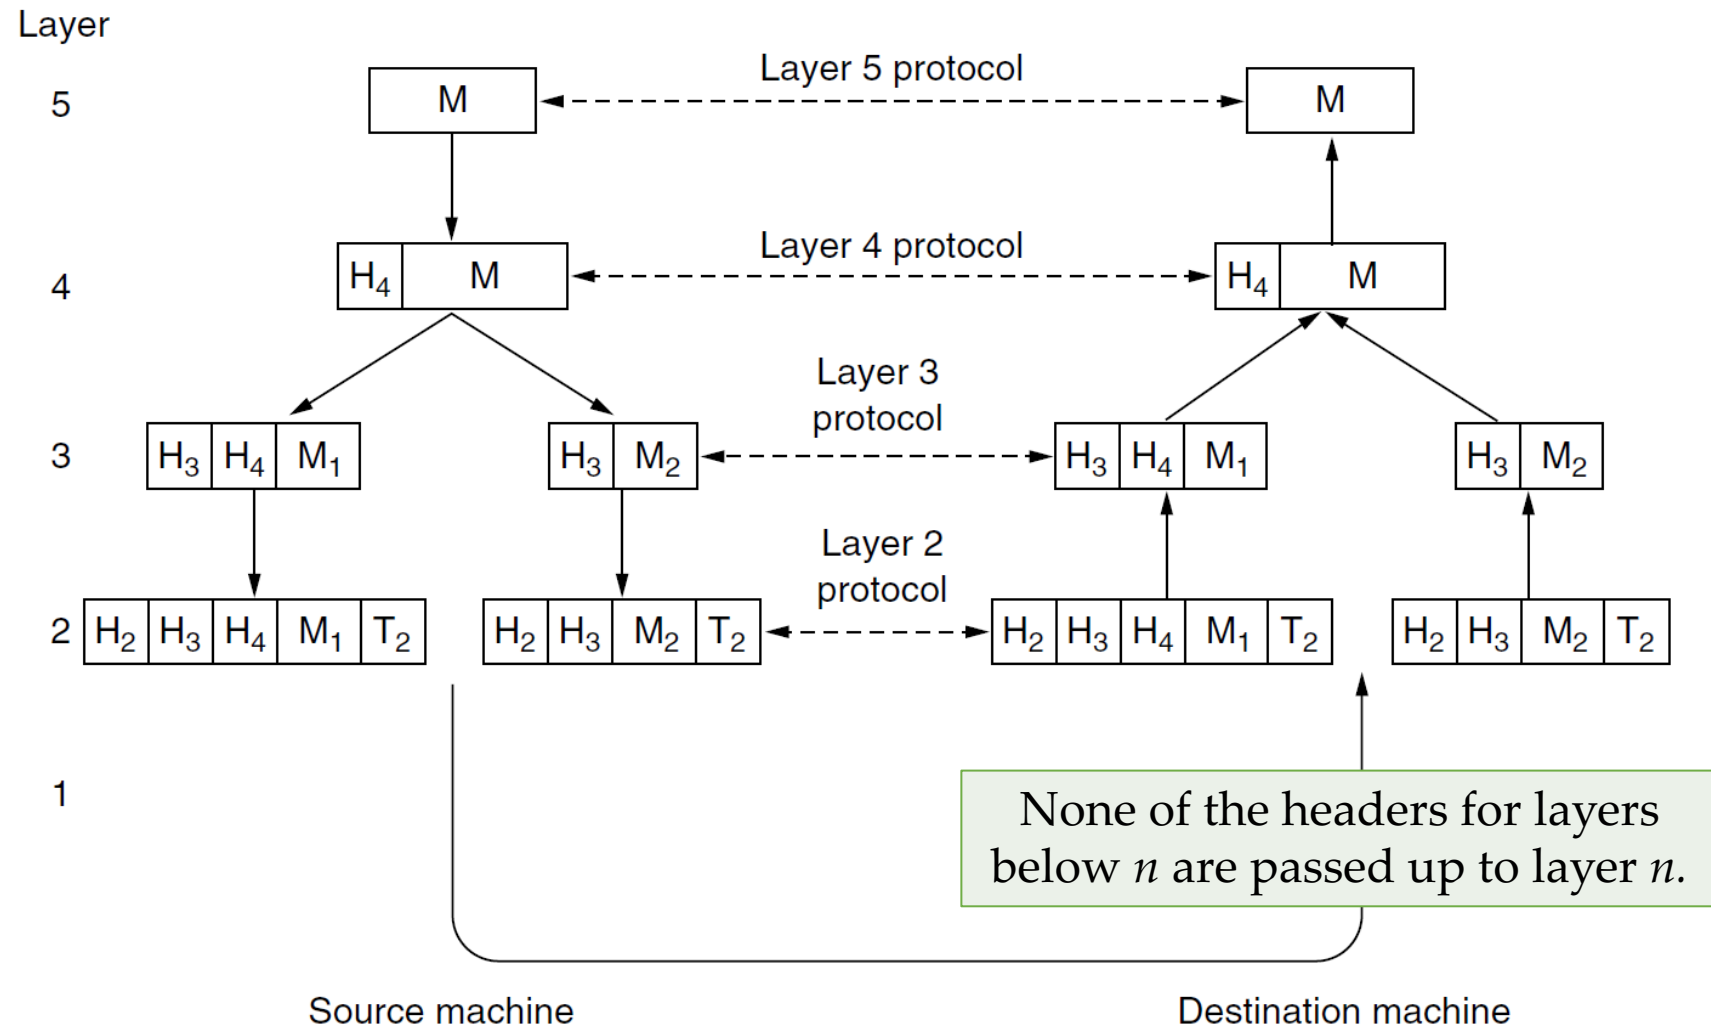 Layer
5
M
Layer 5 protocol
M
4
H₄ M
Layer 4 protocol
H₄ M
3
H₃ H₄ M₁
H₃ M₂
Layer 3
protocol
H₃ H₄ M₁
H₃ M₂
2
H₂ H₃ H₄ M₁ T₂
H₂ H₃ M₂ T₂
Layer 2
protocol
H₂ H₃ H₄ M₁ T₂
H₂ H₃ M₂ T₂
1
None of the headers for layers
below n are passed up to layer n.
Source machine
Destination machine